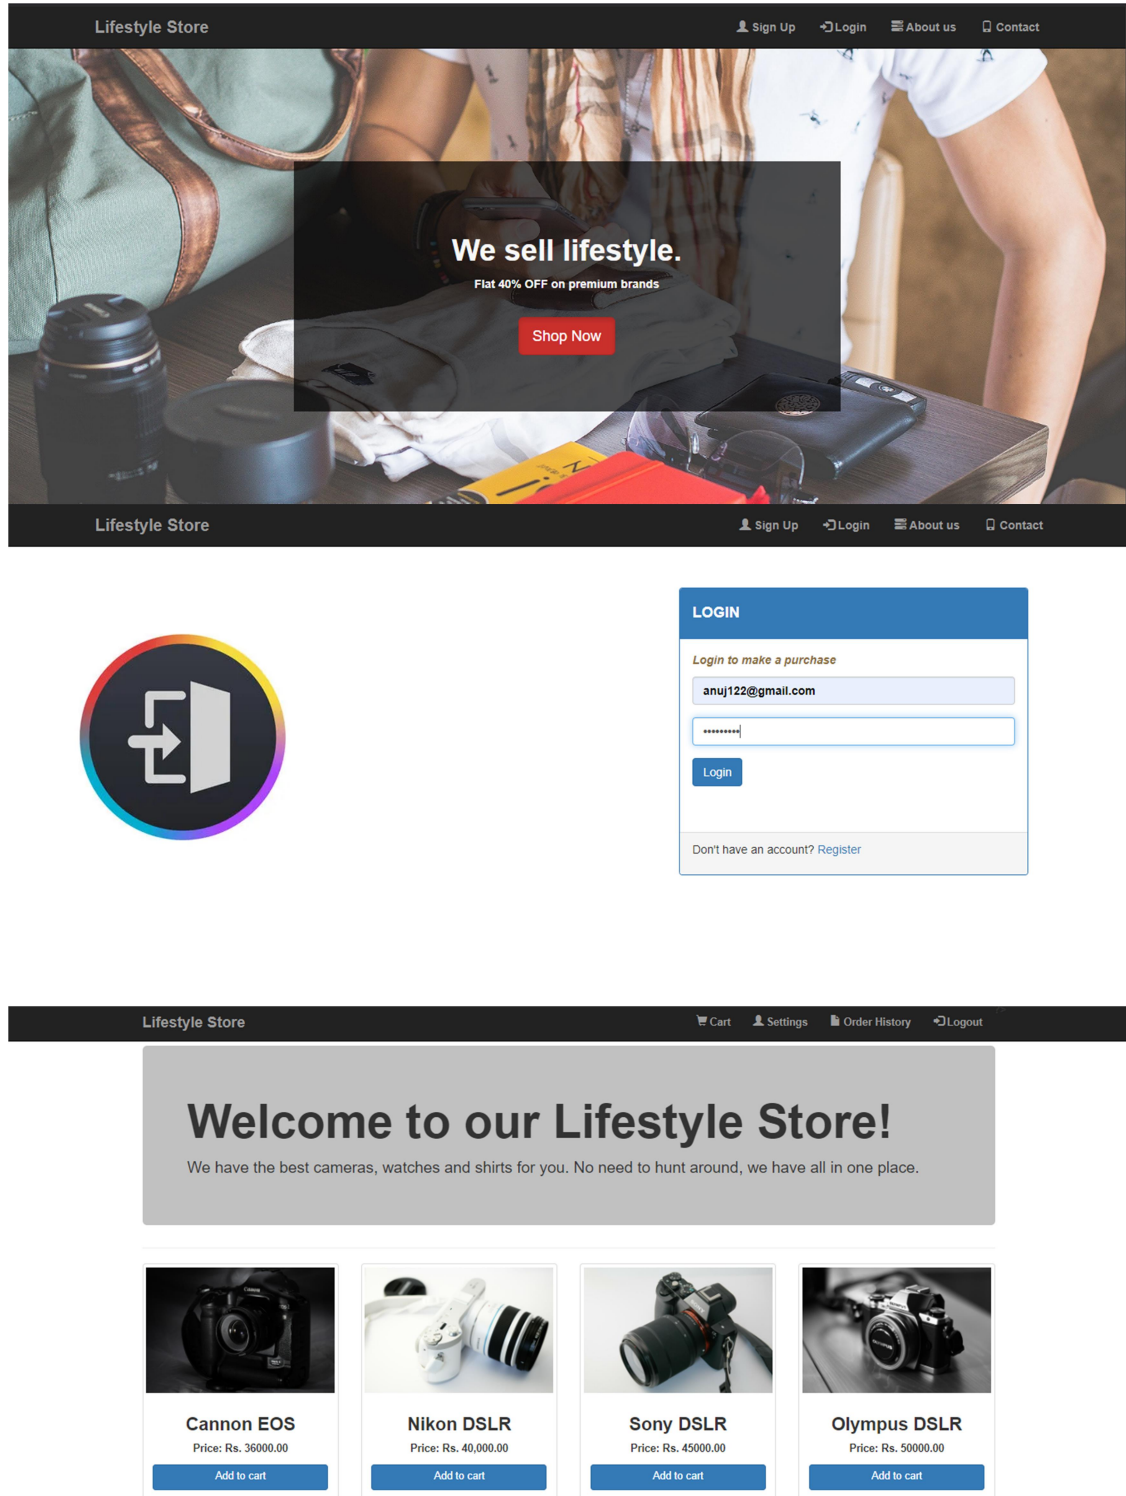 Lifestyle Store
Sign Up Login About us Contact
We sell lifestyle.
Flat 40% OFF on premium brands
Shop Now
Lifestyle Store
Sign Up Login About us Contact
LOGIN
Login to make a purchase
anuj122@gmail.com
•••••••••
Login
Don't have an account? Register
Lifestyle Store
Cart Settings Order History Logout
Welcome to our Lifestyle Store!
We have the best cameras, watches and shirts for you. No need to hunt around, we have all in one place.
Canon
OLYMPUS
Cannon EOS Nikon DSLR Sony DSLR Olympus DSLR
Price: Rs. 36000.00 Price: Rs. 40,000.00 Price: Rs. 45000.00 Price: Rs. 50000.00
Add to cart Add to cart Add to cart Add to cart